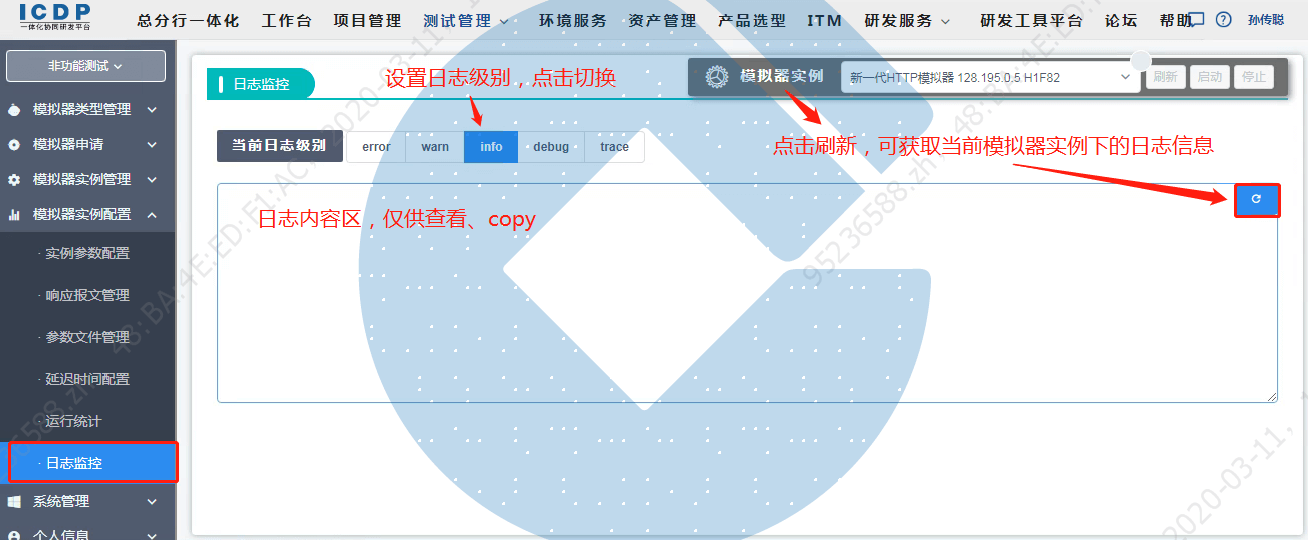 ICDP
一体化协同研发平台
总分行一体化 工作台 项目管理 测试管理 环境服务 资产管理 产品选型 ITM 研发服务 研发工具平台 论坛 帮助 孙传聪
非功能测试
模拟器类型管理
模拟器申请
模拟器实例管理
模拟器实例配置
· 实例参数配置
· 响应报文管理
· 参数文件管理
· 延迟时间配置
· 运行统计
· 日志监控
系统管理
个人信息
日志监控
设置日志级别，点击切换
模拟器实例 新一代HTTP模拟器 128.195.0.5 H1F82 刷新 启动 停止
点击刷新，可获取当前模拟器实例下的日志信息
当前日志级别 error warn info debug trace
日志内容区，仅供查看、copy
48:BA:4E:ED:F1:AC, 2020-03-11,
95236588.zh, 48:BA:4E:ED:F1
95236588.zh
2020-03-11,